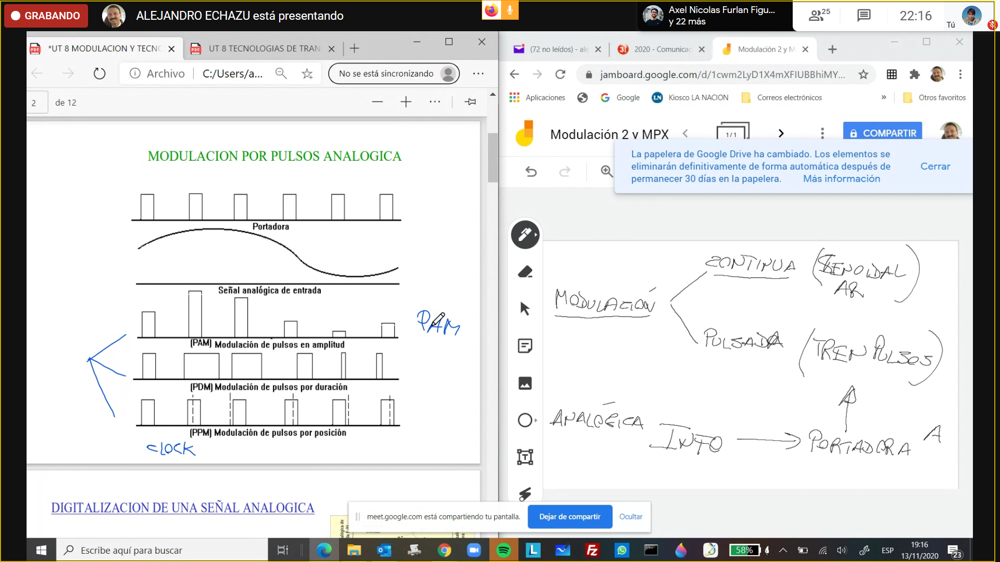 GRABANDO
ALEJANDRO ECHAZU está presentando
Axel Nicolas Furlan Figu...
y 22 más
25
22:16
Tú
*UT 8 MODULACION Y TECNO
UT 8 TECNOLOGIAS DE TRAN
Archivo
C:/Users/a...
No se está sincronizando
2
de 12
MODULACION POR PULSOS ANALOGICA
Portadora
Señal analógica de entrada
(PAM) Modulación de pulsos en amplitud
PAM
(PDM) Modulación de pulsos por duración
(PPM) Modulación de pulsos por posición
CLOCK
DIGITALIZACION DE UNA SEÑAL ANALOGICA
(72 no leídos) - ale
2020 - Comunicac
Modulación 2 y M
jamboard.google.com/d/1cwm2LyD1X4mXFIUBBhiMY...
Aplicaciones
Google
LN
Kiosco LA NACION
Correos electrónicos
»
Otros favoritos
Modulación 2 y MPX
1/1
COMPARTIR
La papelera de Google Drive ha cambiado. Los elementos se
eliminarán definitivamente de forma automática después de
permanecer 30 días en la papelera.
Más información
Cerrar
CONTINUA (SENOIDAL
AR)
MODULACIÓN
PULSADA (TREN PULSOS)
ANALÓGICA
INTO → PORTADORA A
meet.google.com está compartiendo tu pantalla.
Dejar de compartir
Ocultar
Escribe aquí para buscar
58%
ESP
19:16
13/11/2020
23